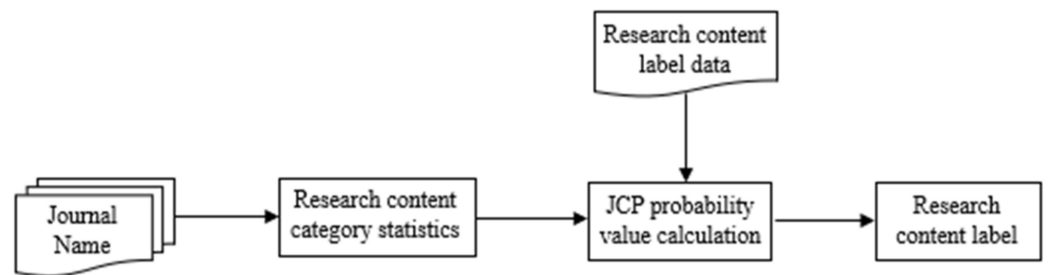 Research content
label data
Journal
Name
Research content
category statistics
JCP probability
value calculation
Research
content label